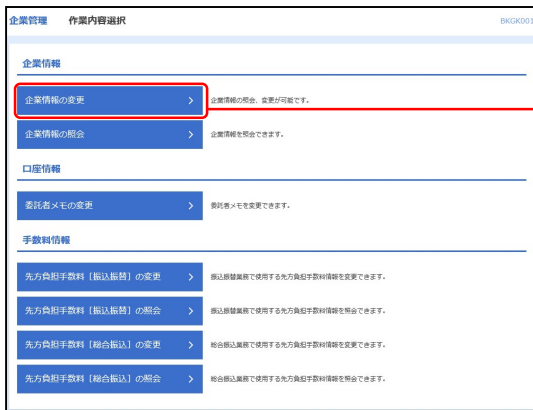 企業管理 作業内容選択 BKGK001
企業情報
企業情報の変更 > 企業情報の照会、変更が可能です。
企業情報の照会 > 企業情報を照会できます。
口座情報
委託者メモの変更 > 委託者メモを変更できます。
手数料情報
先方負担手数料［振込振替］の変更 > 振込振替業務で使用する先方負担手数料情報を変更できます。
先方負担手数料［振込振替］の照会 > 振込振替業務で使用する先方負担手数料情報を照会できます。
先方負担手数料［総合振込］の変更 > 総合振込業務で使用する先方負担手数料情報を変更できます。
先方負担手数料［総合振込］の照会 > 総合振込業務で使用する先方負担手数料情報を照会できます。